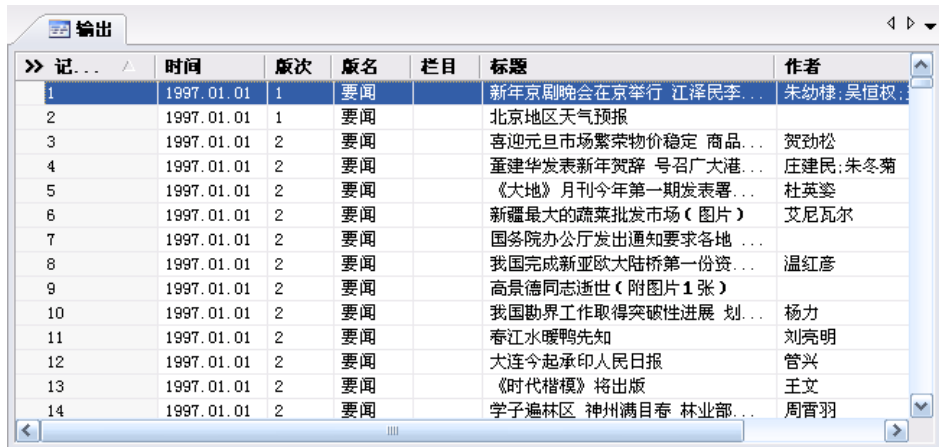 输出
记... 时间 版次 版名 栏目 标题 作者
1 1997.01.01 1 要闻 新年京剧晚会在京举行 江泽民李... 朱幼棣;吴恒权;
2 1997.01.01 1 要闻 北京地区天气预报
3 1997.01.01 2 要闻 喜迎元旦市场繁荣物价稳定 商品... 贺劲松
4 1997.01.01 2 要闻 董建华发表新年贺辞 号召广大港... 庄建民;朱冬菊
5 1997.01.01 2 要闻 《大地》月刊今年第一期发表署... 杜英姿
6 1997.01.01 2 要闻 新疆最大的蔬菜批发市场(图片) 艾尼瓦尔
7 1997.01.01 2 要闻 国务院办公厅发出通知要求各地 ...
8 1997.01.01 2 要闻 我国完成新亚欧大陆桥第一份资... 温红彦
9 1997.01.01 2 要闻 高景德同志逝世(附图片1张)
10 1997.01.01 2 要闻 我国勘界工作取得突破性进展 划... 杨力
11 1997.01.01 2 要闻 春江水暖鸭先知 刘亮明
12 1997.01.01 2 要闻 大连今起承印人民日报 管兴
13 1997.01.01 2 要闻 《时代楷模》将出版 王文
14 1997.01.01 2 要闻 学子遍林区 神州满目春 林业部... 周霄羽